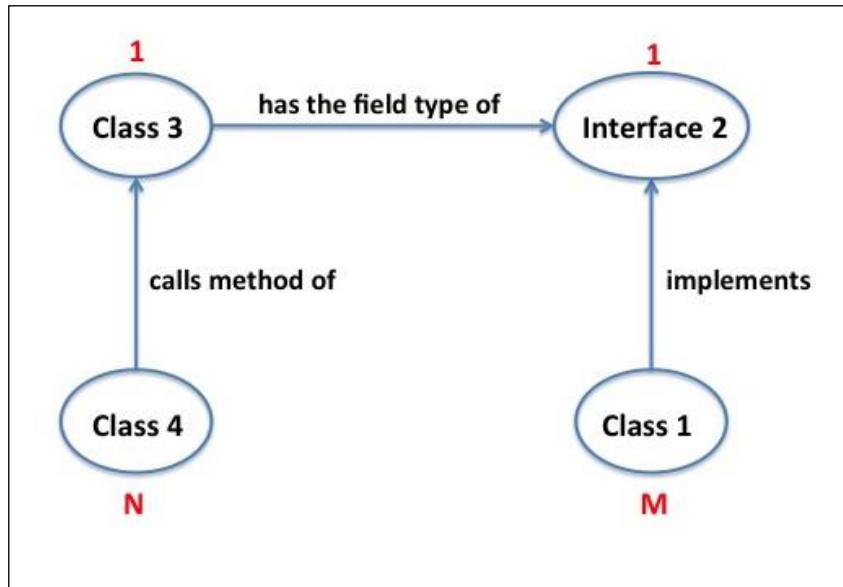 1
1
Class 3
has the field type of
Interface 2
calls method of
implements
Class 4
Class 1
N
M